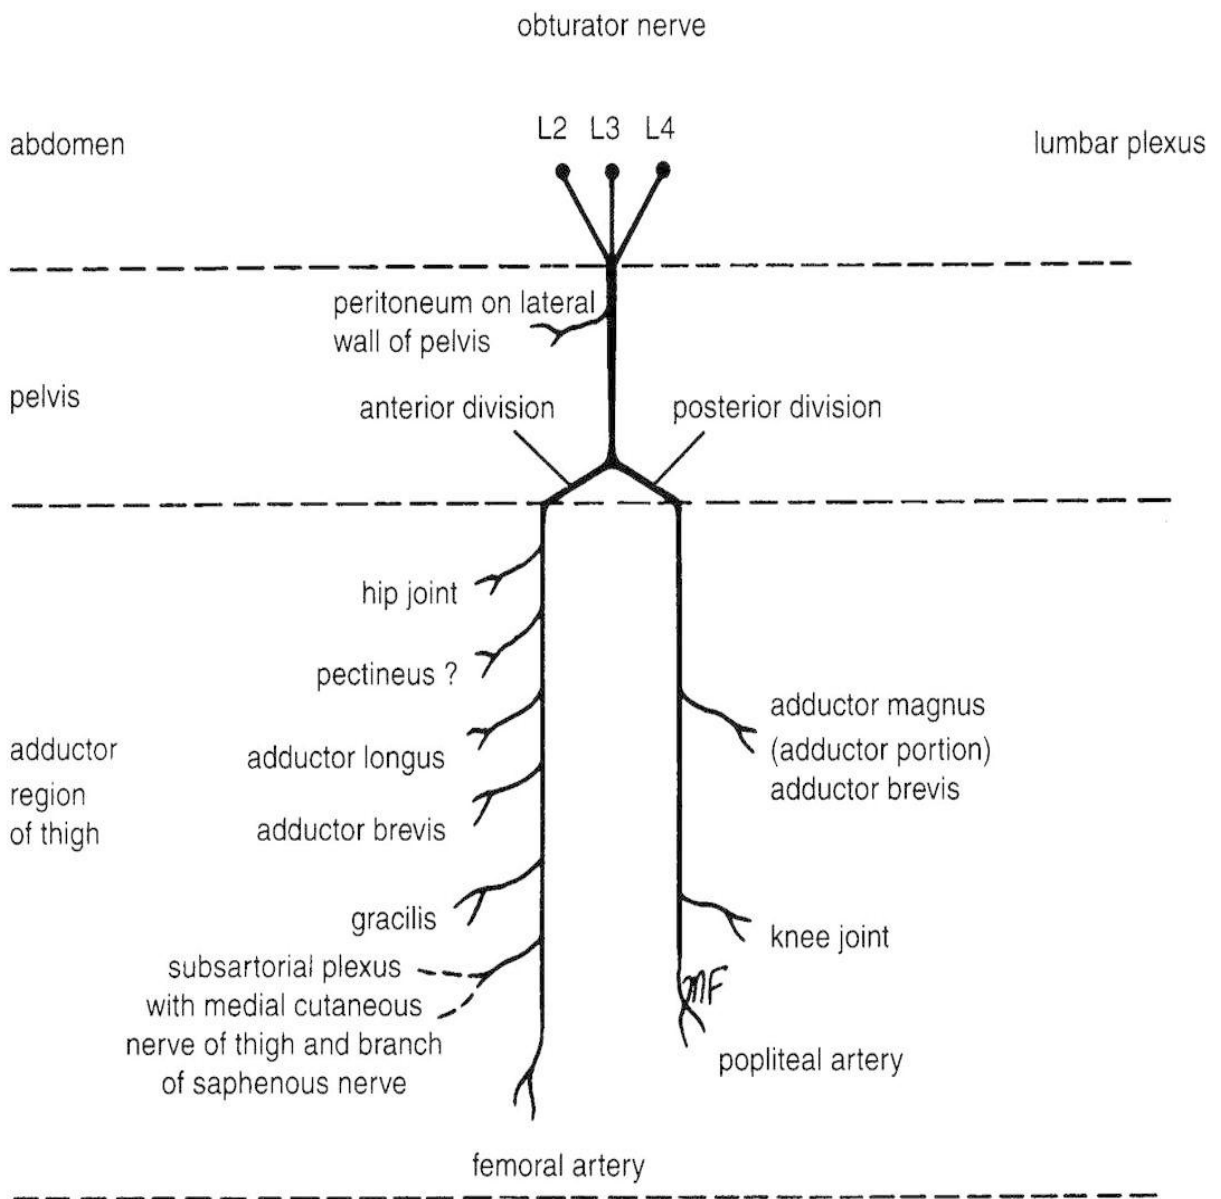 obturator nerve
L2 L3 L4
abdomen
lumbar plexus
peritoneum on lateral
wall of pelvis
pelvis
anterior division
posterior division
hip joint
pectineus ?
adductor longus
adductor brevis
gracilis
subsartorial plexus
with medial cutaneous
nerve of thigh and branch
of saphenous nerve
femoral artery
adductor
region
of thigh
adductor magnus
(adductor portion)
adductor brevis
knee joint
MF
popliteal artery